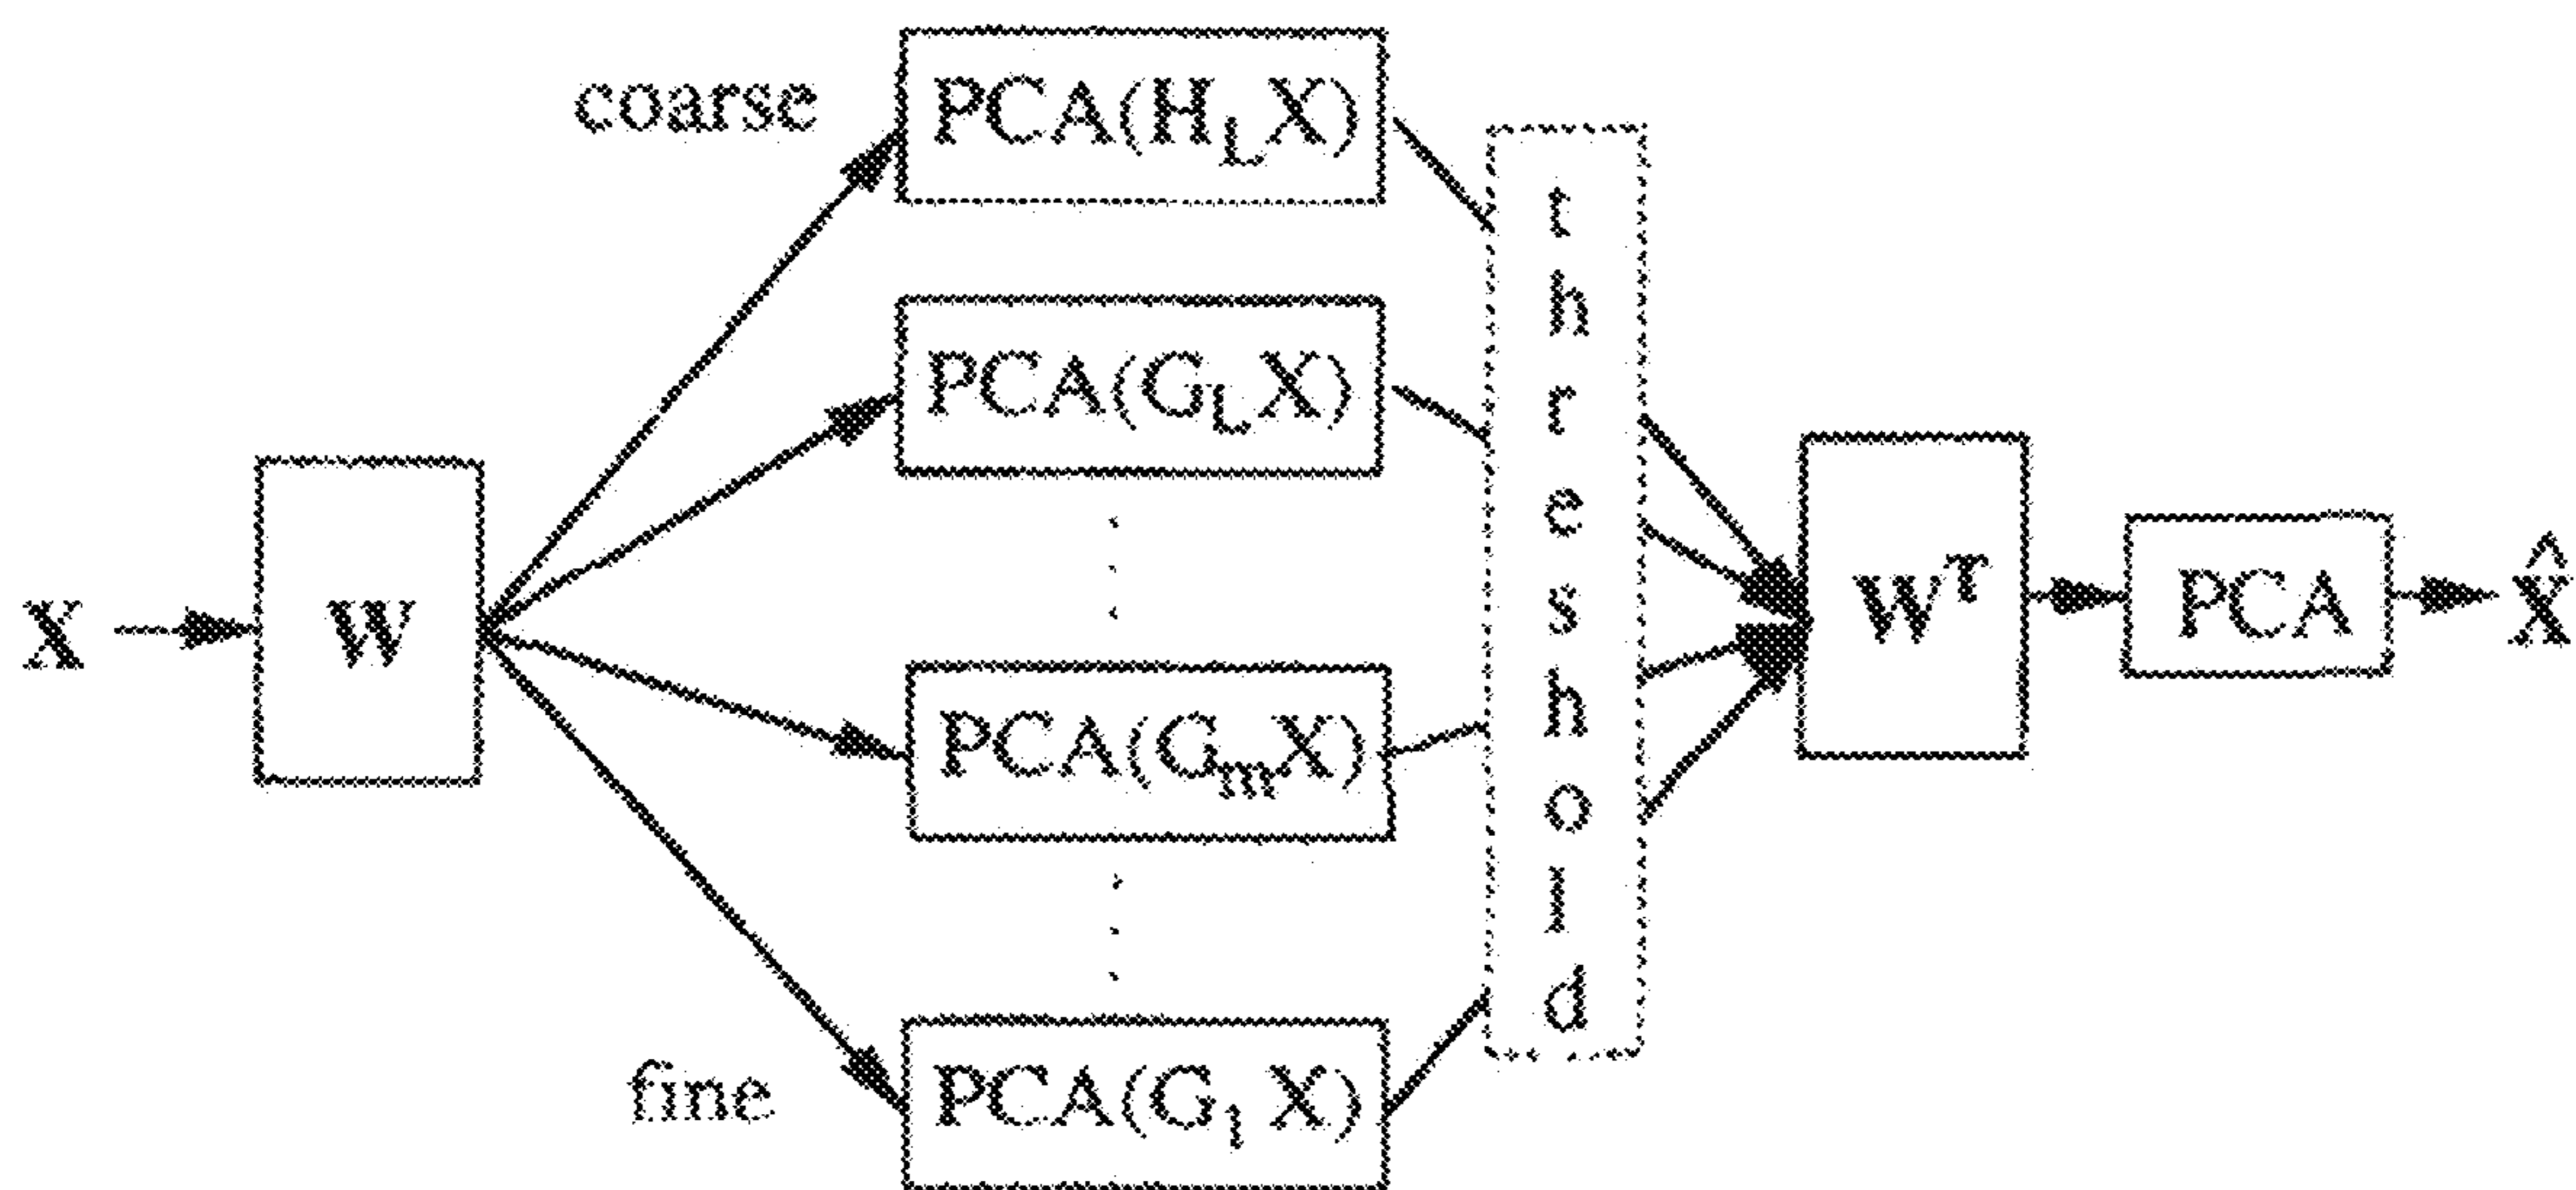 coarse
PCA(H_L X)
PCA(G_L X)
X
W
PCA(G_m X)
fine
PCA(G_1 X)
threshold
W^T
PCA
X̂